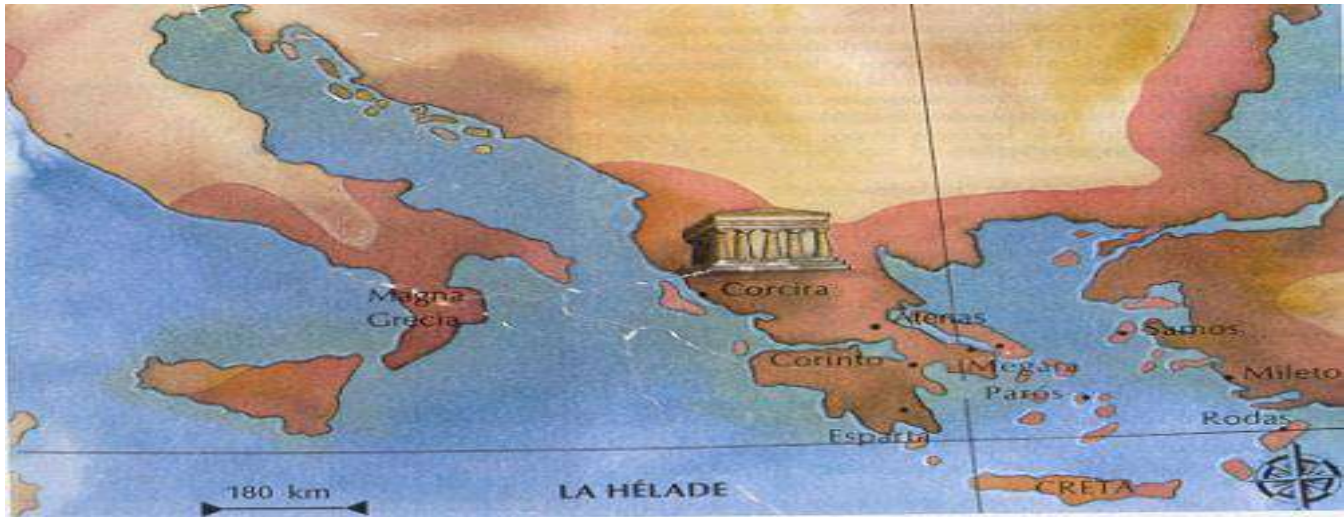 Magna
Grecia
Corcira
Atenas
Corinto
Megara
Samos
Paros
Mileto
Rodas
Esparta
180 km
LA HÉLADE
CRETA